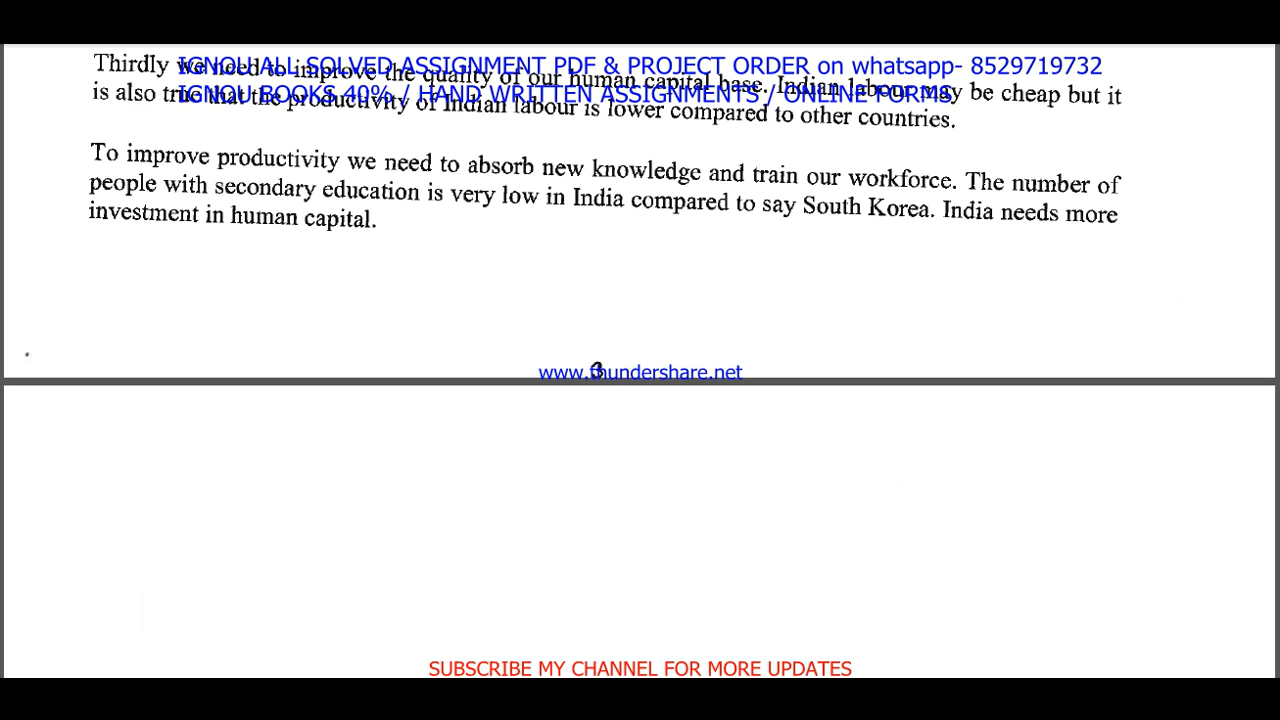 IGNOU ALL SOLVED ASSIGNMENT PDF & PROJECT ORDER on whatsapp- 8529719732
IGNOU BOOKS 40% / HAND WRITTEN ASSIGNMENTS / ONLINE FORMS
Thirdly we need to improve the quality of our human capital base. Indian labour may be cheap but it
is also true that the productivity of Indian labour is lower compared to other countries.
To improve productivity we need to absorb new knowledge and train our workforce. The number of
people with secondary education is very low in India compared to say South Korea. India needs more
investment in human capital.
3
www.thundershare.net
SUBSCRIBE MY CHANNEL FOR MORE UPDATES